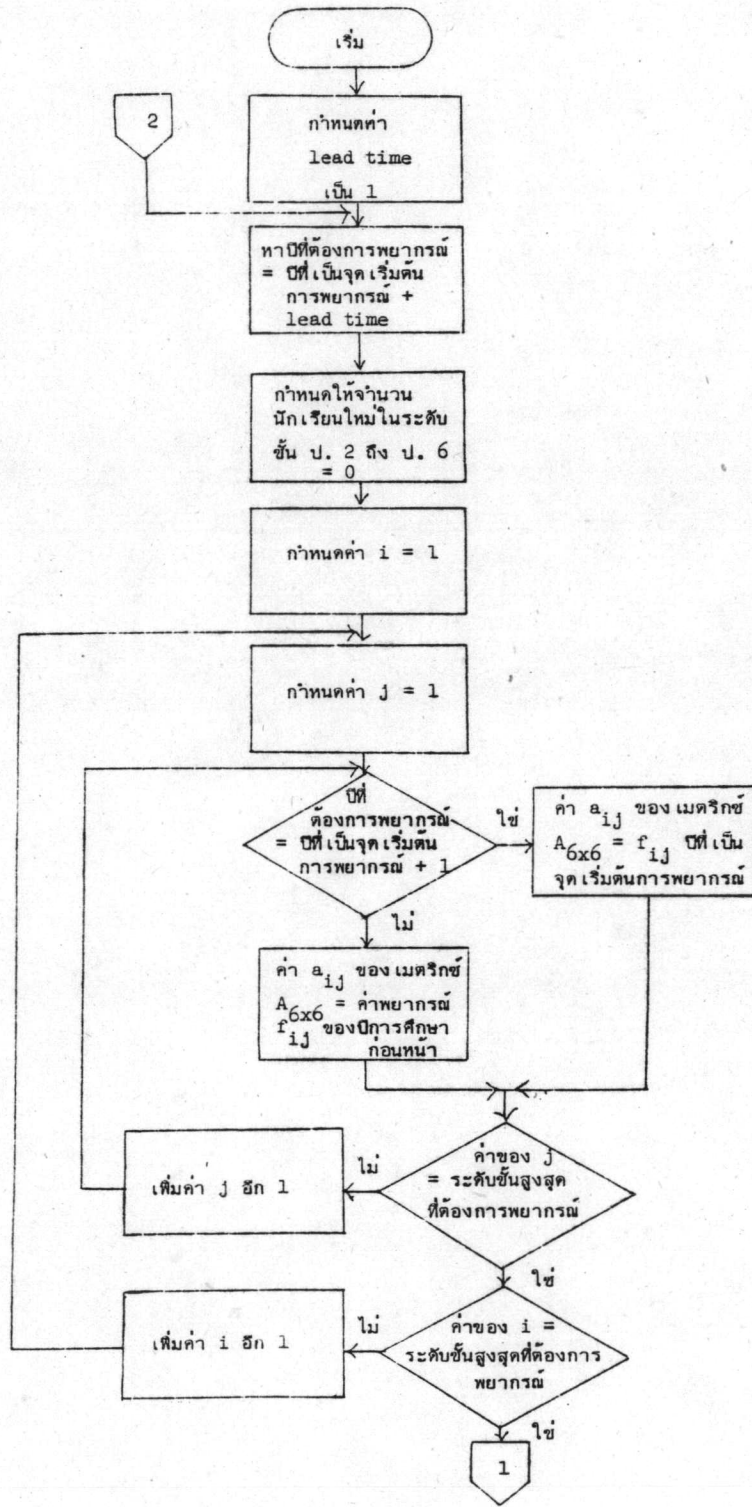 เริ่ม
2
กำหนดค่า
lead time
เป็น 1
หาปีที่ต้องการพยากรณ์
= ปีที่เป็นจุดเริ่มต้น
การพยากรณ์ +
lead time
กำหนดให้จำนวน
นักเรียนใหม่ในระดับ
ชั้น ป. 2 ถึง ป. 6
= 0
กำหนดค่า i = 1
กำหนดค่า j = 1
ปีที่
ต้องการพยากรณ์
= ปีที่เป็นจุดเริ่มต้น
การพยากรณ์ + 1
ใช่
ค่า aij ของเมตริกซ์
A6x6 = fij ปีที่เป็น
จุดเริ่มต้นการพยากรณ์
ไม่
ค่า aij ของเมตริกซ์
A6x6 = ค่าพยากรณ์
fij ของปีการศึกษา
ก่อนหน้า
ค่าของ j
= ระดับชั้นสูงสุด
ที่ต้องการพยากรณ์
ไม่
เพิ่มค่า j อีก 1
ใช่
ค่าของ i =
ระดับชั้นสูงสุดที่ต้องการ
พยากรณ์
ไม่
เพิ่มค่า i อีก 1
ใช่
1